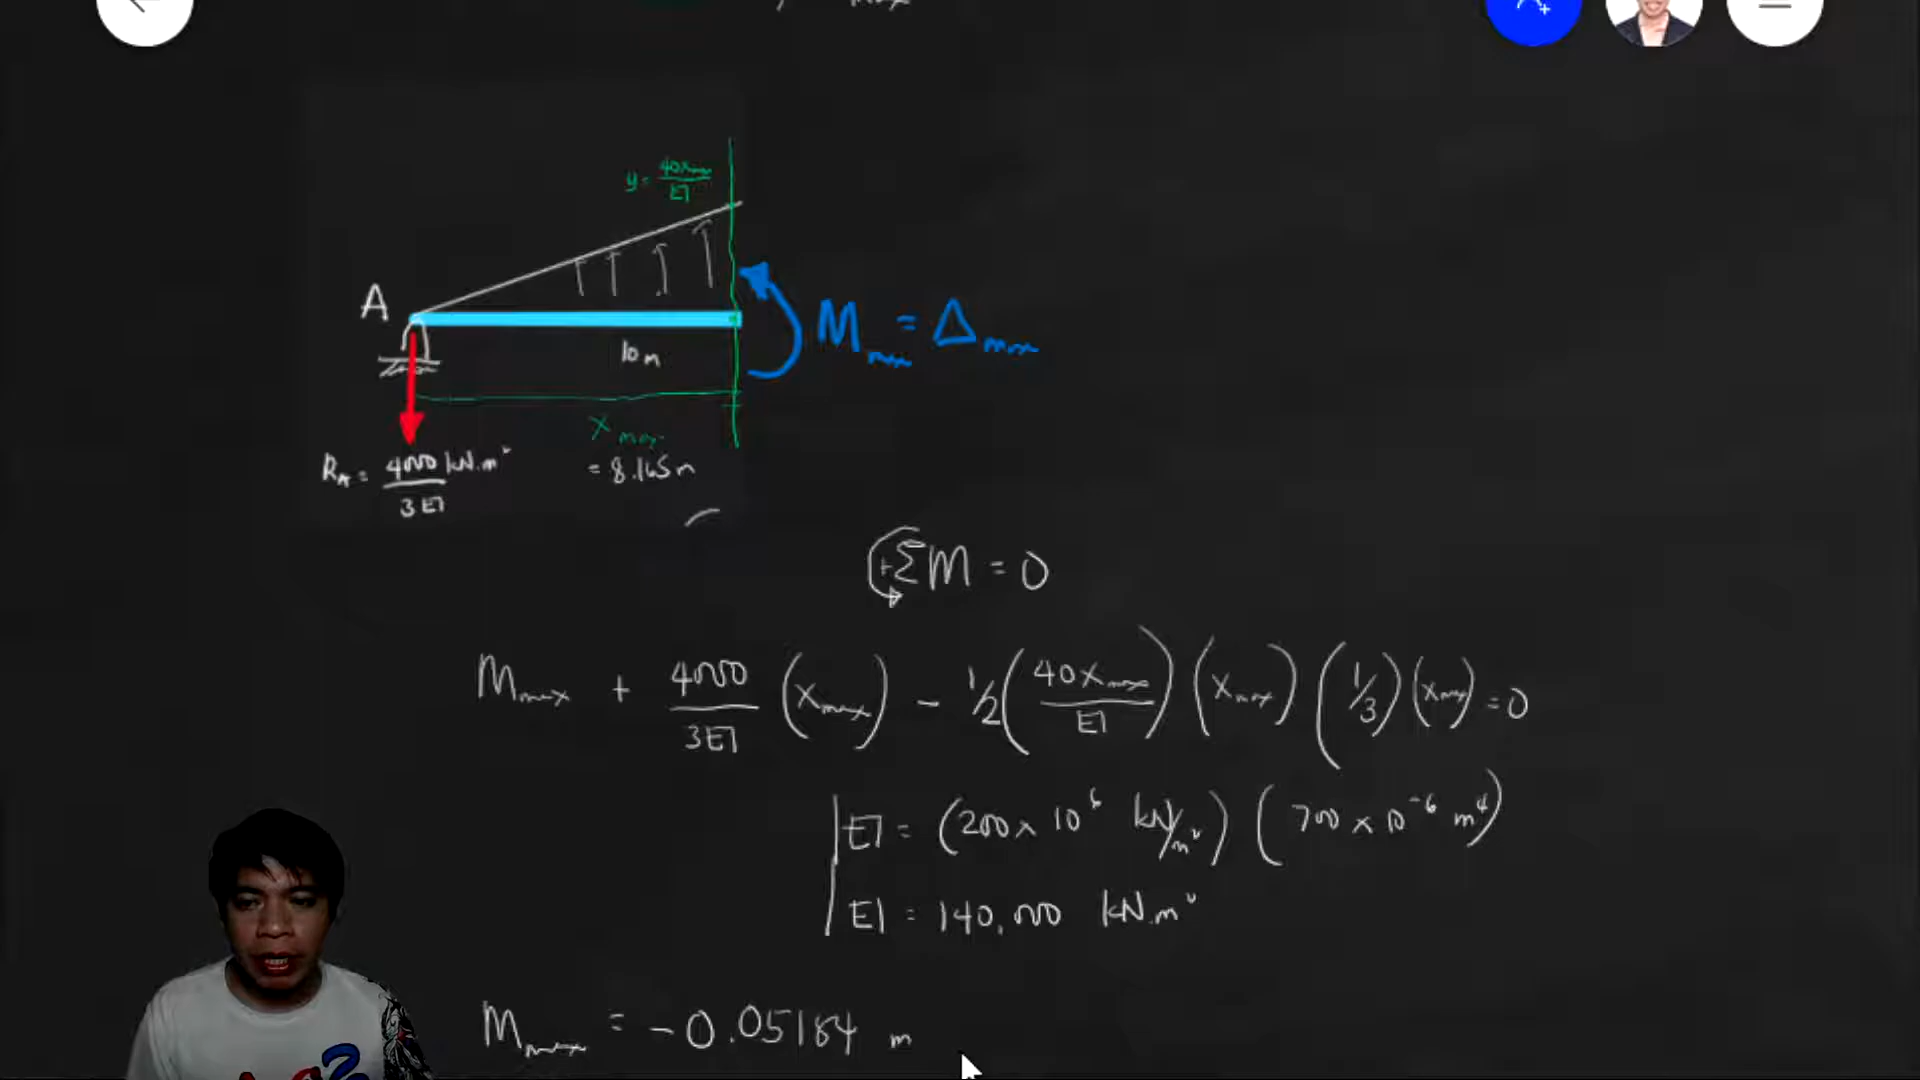 y = 40x_max / EI
A
10 m
M_max = Δ_max
x_max
R_A = 4000 kN.m² / 3EI
= 8.165 m
+ΣM = 0
M_max + 4000/3EI (x_max) - 1/2 (40x_max/EI) (x_max) (1/3) (x_max) = 0
EI = (200 x 10⁶ kN/m²) (700 x 10⁻⁶ m⁴)
EI = 140,000 kN.m²
M_max = -0.05184 m